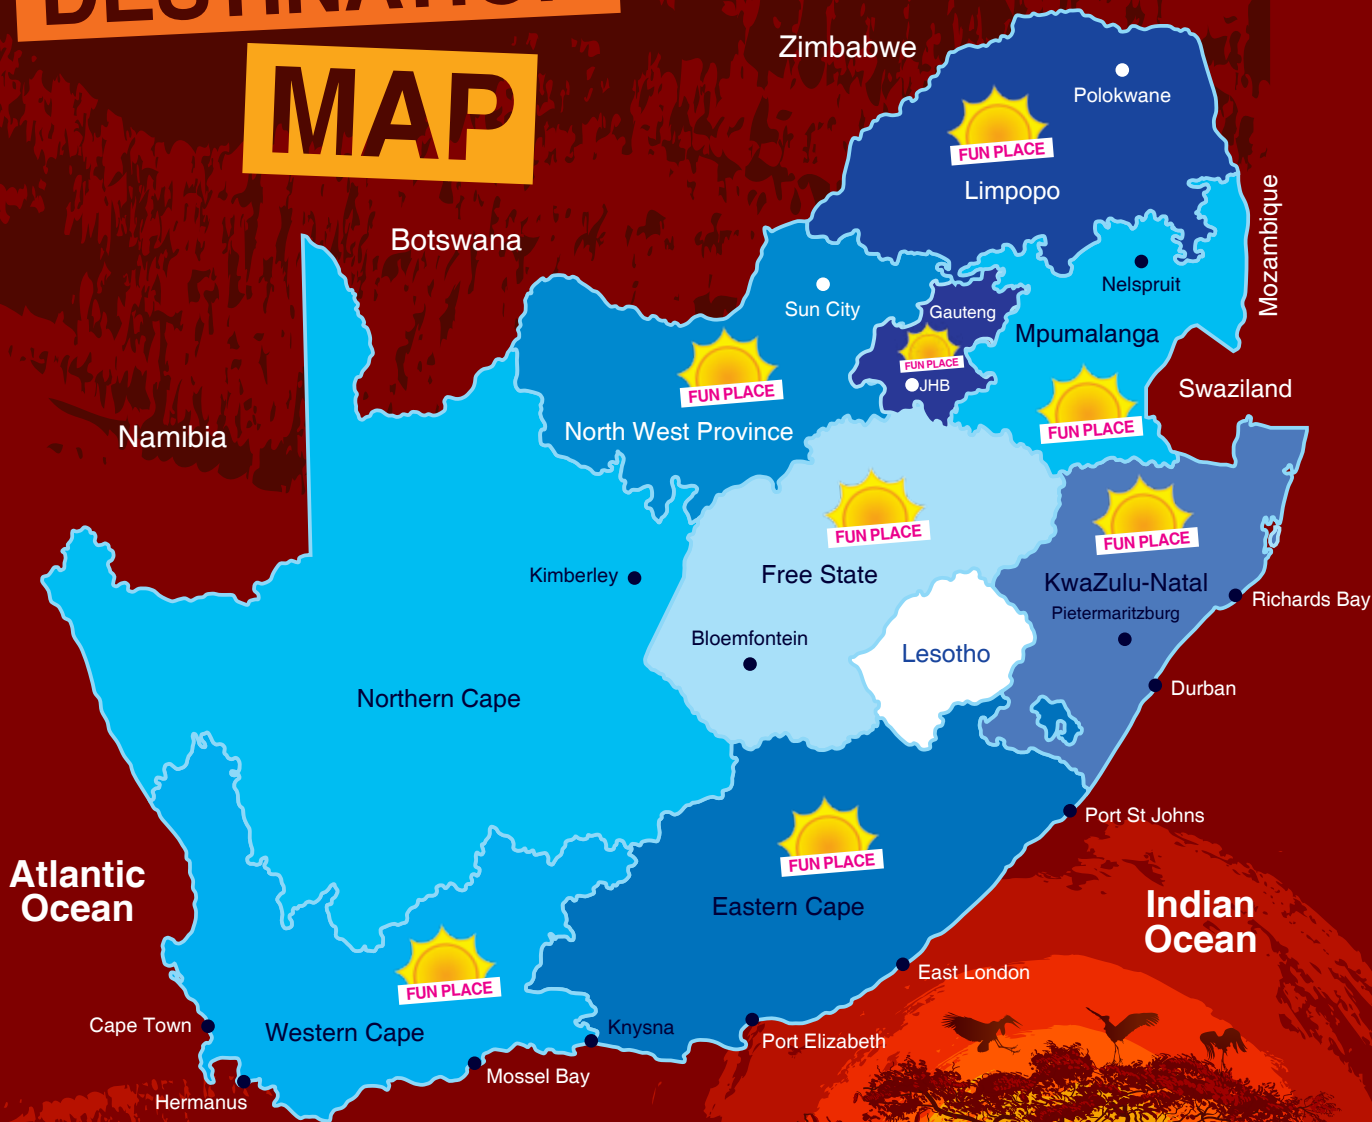 DESTINATION
MAP
Zimbabwe
Polokwane
FUN PLACE
Limpopo
Mozambique
Botswana
Nelspruit
Sun City
Gauteng
Mpumalanga
FUN PLACE
JHB
FUN PLACE
FUN PLACE
Swaziland
North West Province
Namibia
FUN PLACE
FUN PLACE
Kimberley
Free State
KwaZulu-Natal
Richards Bay
Pietermaritzburg
Bloemfontein
Lesotho
Durban
Northern Cape
Port St Johns
FUN PLACE
Atlantic
Ocean
Eastern Cape
Indian
Ocean
East London
FUN PLACE
Cape Town
Western Cape
Knysna
Port Elizabeth
Mossel Bay
Hermanus